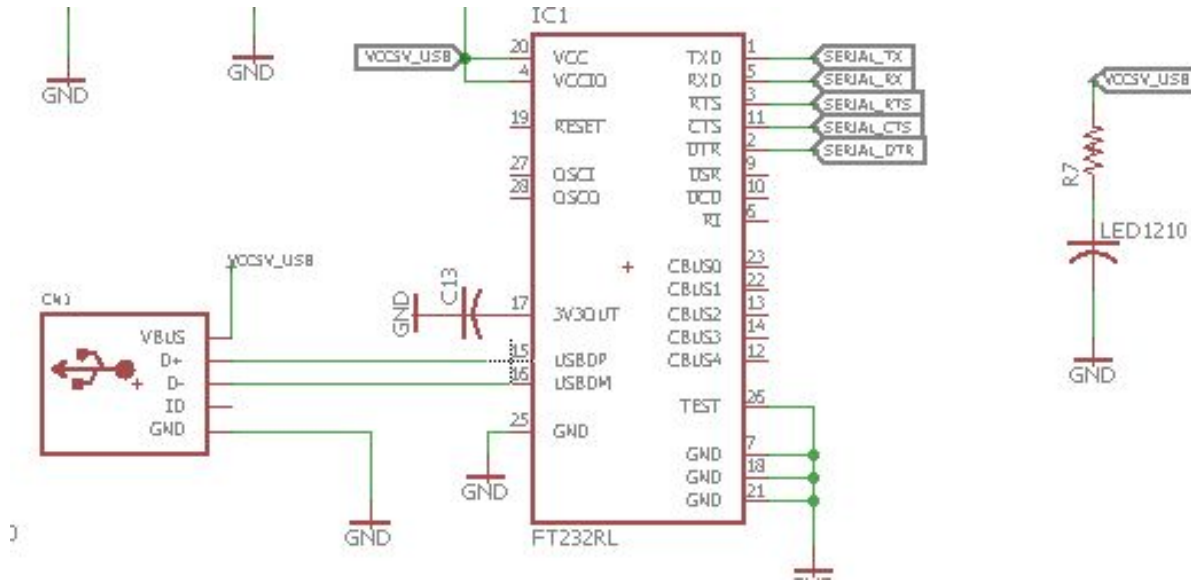 IC1
20 VCC TXD 1 SERIAL_TX
VCC5V_USB
4 VCCIO RXD 5 SERIAL_RX
RTS 3 SERIAL_RTS
19 RESET CTS 11 SERIAL_CTS
DTR 2 SERIAL_DTR
27 OSCI DSR 9
28 OSCO DCD 10
RI 6
GND
GND
VCC5V_USB
R7
LED1210
GND
CBUS0 23
CBUS1 22
GND C13 17 3V3OUT CBUS2 13
CBUS3 14
15 USBDP CBUS4 12
16 USBDM
TEST 26
25 GND
GND 7
GND 18
GND 21
GND
FT232RL
VCC5V_USB
CN1
VBUS
D+
D-
ID
GND
GND